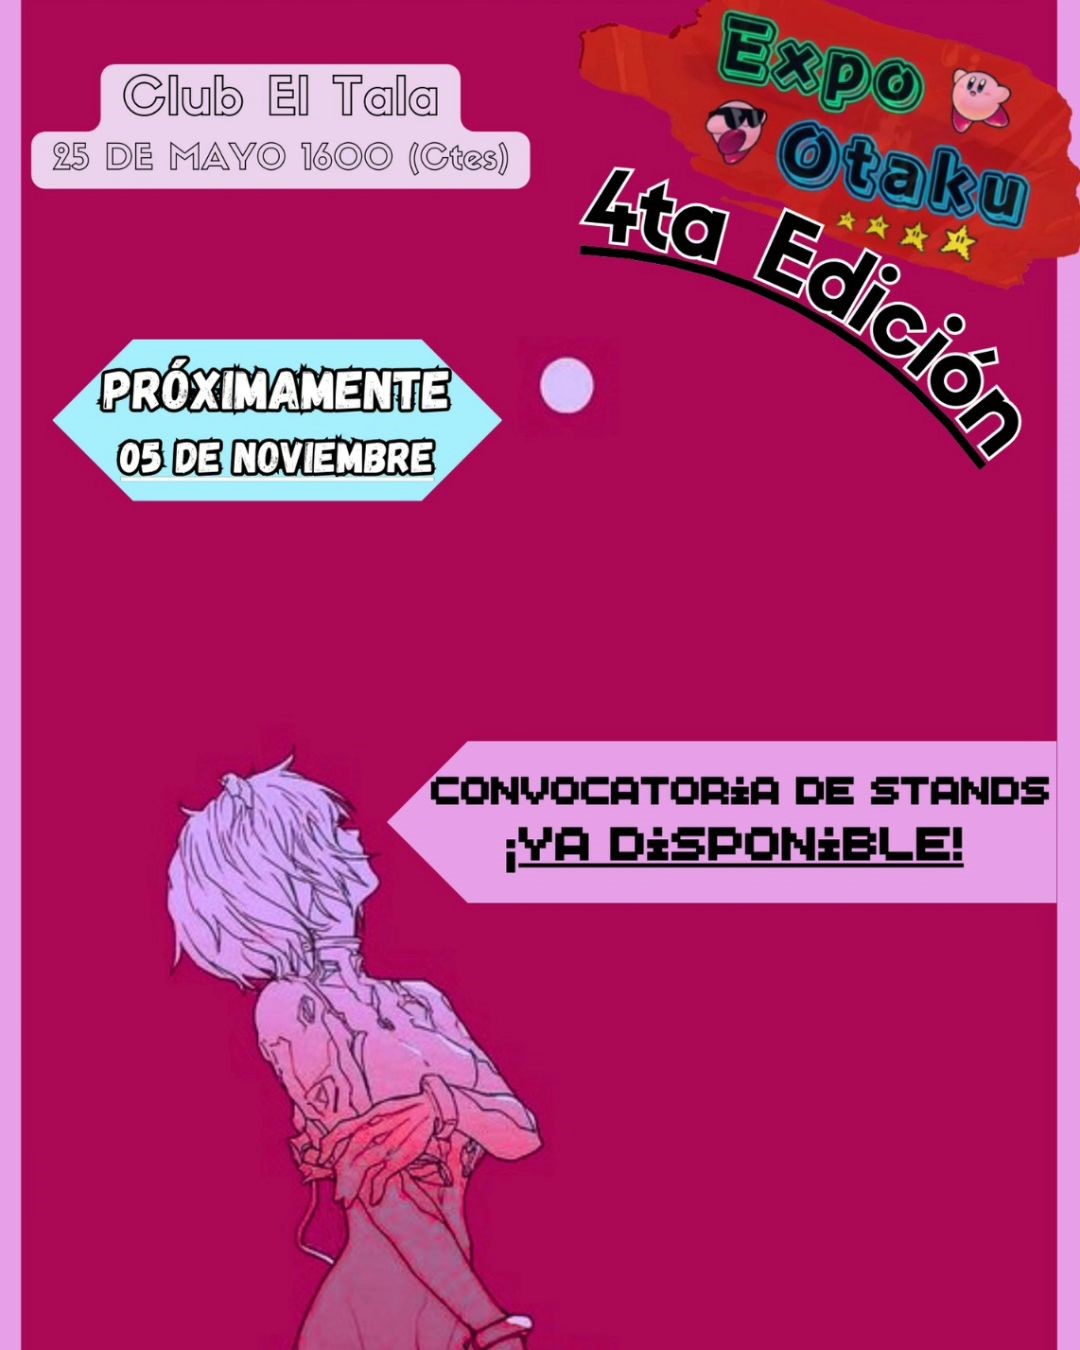 Club El Tala
25 DE MAYO 1600 (Ctes)
Expo
Otaku
4ta Edición
PRÓXIMAMENTE
05 DE NOVIEMBRE
CONVOCATORiA DE STANDS
¡YA DiSPONiBLE!